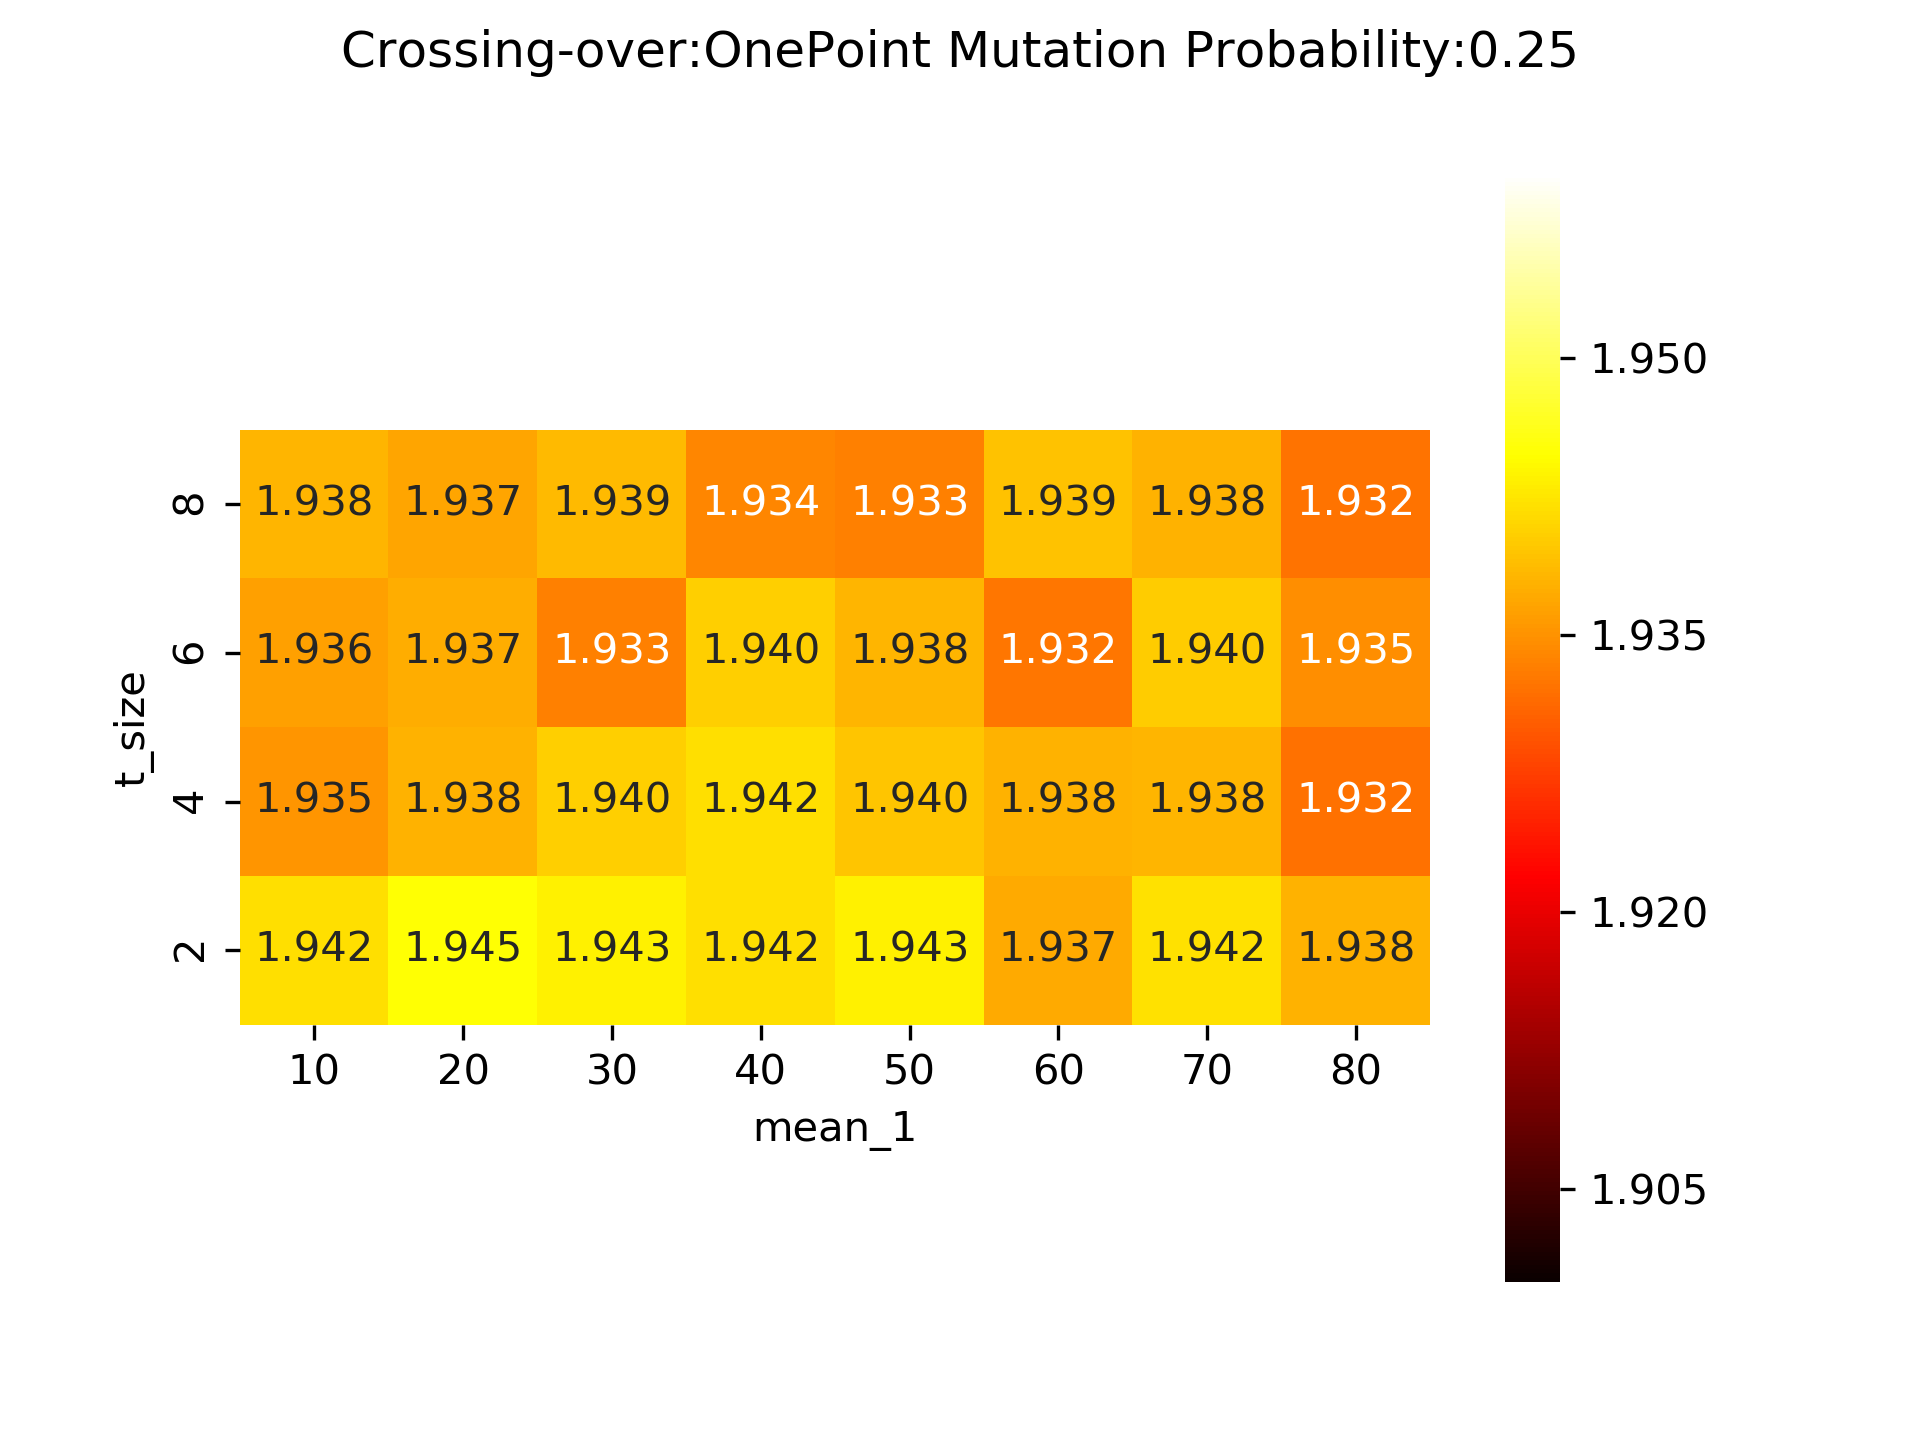 Crossing-over:OnePoint Mutation Probability:0.25
1.950
1.935
1.920
1.905
t_size
8 1.938 1.937 1.939 1.934 1.933 1.939 1.938 1.932
6 1.936 1.937 1.933 1.940 1.938 1.932 1.940 1.935
4 1.935 1.938 1.940 1.942 1.940 1.938 1.938 1.932
2 1.942 1.945 1.943 1.942 1.943 1.937 1.942 1.938
10 20 30 40 50 60 70 80
mean_1